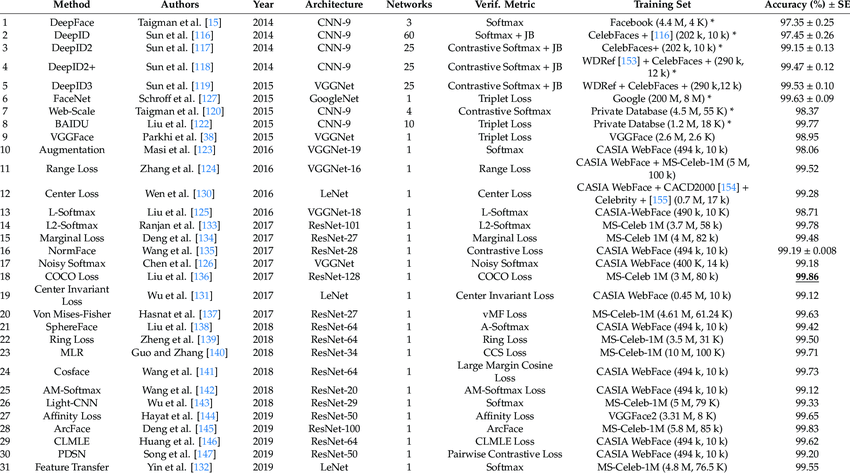 Method Authors Year Architecture Networks Verif. Metric Training Set Accuracy (%) ± SE
1 DeepFace Taigman et al. [15] 2014 CNN-9 3 Softmax Facebook (4.4 M, 4 K) * 97.35 ± 0.25
2 DeepID Sun et al. [116] 2014 CNN-9 60 Softmax + JB CelebFaces + [116] (202 k, 10 k) * 97.45 ± 0.26
3 DeepID2 Sun et al. [117] 2014 CNN-9 25 Contrastive Softmax + JB CelebFaces+ (202 k, 10 k) * 99.15 ± 0.13
4 DeepID2+ Sun et al. [118] 2014 CNN-9 25 Contrastive Softmax + JB WDRef [153] + CelebFaces + (290 k,
12 k) * 99.47 ± 0.12
5 DeepID3 Sun et al. [119] 2015 VGGNet 25 Contrastive Softmax + JB WDRef + CelebFaces + (290 k,12 k) 99.53 ± 0.10
6 FaceNet Schroff et al. [127] 2015 GoogleNet 1 Triplet Loss Google (200 M, 8 M) * 99.63 ± 0.09
7 Web-Scale Taigman et al. [120] 2015 CNN-9 4 Contrastive Softmax Private Database (4.5 M, 55 K) * 98.37
8 BAIDU Liu et al. [122] 2015 CNN-9 10 Triplet Loss Private Databse (1.2 M, 18 K) * 99.77
9 VGGFace Parkhi et al. [38] 2015 VGGNet 1 Triplet Loss VGGFace (2.6 M, 2.6 K) 98.95
10 Augmentation Masi et al. [123] 2016 VGGNet-19 1 Softmax CASIA WebFace (494 k, 10 k) 98.06
11 Range Loss Zhang et al. [124] 2016 VGGNet-16 1 Range Loss CASIA WebFace + MS-Celeb-1M (5 M,
100 k) 99.52
12 Center Loss Wen et al. [130] 2016 LeNet 1 Center Loss CASIA WebFace + CACD2000 [154] +
Celebrity + [155] (0.7 M, 17 k) 99.28
13 L-Softmax Liu et al. [125] 2016 VGGNet-18 1 L-Softmax CASIA-WebFace (490 k, 10 K) 98.71
14 L2-Softmax Ranjan et al. [133] 2017 ResNet-101 1 L2-Softmax MS-Celeb 1M (3.7 M, 58 k) 99.78
15 Marginal Loss Deng et al. [134] 2017 ResNet-27 1 Marginal Loss MS-Celeb 1M (4 M, 82 k) 99.48
16 NormFace Wang et al. [135] 2017 ResNet-28 1 Contrastive Loss CASIA WebFace (494 k, 10 k) 99.19 ± 0.008
17 Noisy Softmax Chen et al. [126] 2017 VGGNet 1 Noisy Softmax CASIA WebFace (400 K, 14 k) 99.18
18 COCO Loss Liu et al. [136] 2017 ResNet-128 1 COCO Loss MS-Celeb 1M (3 M, 80 k) 99.86
19 Center Invariant
Loss Wu et al. [131] 2017 LeNet 1 Center Invariant Loss CASIA WebFace (0.45 M, 10 k) 99.12
20 Von Mises-Fisher Hasnat et al. [137] 2017 ResNet-27 1 vMF Loss MS-Celeb-1M (4.61 M, 61.24 K) 99.63
21 SphereFace Liu et al. [138] 2018 ResNet-64 1 A-Softmax CASIA WebFace (494 k, 10 k) 99.42
22 Ring Loss Zheng et al. [139] 2018 ResNet-64 1 Ring Loss MS-Celeb-1M (3.5 M, 31 K) 99.50
23 MLR Guo and Zhang [140] 2018 ResNet-34 1 CCS Loss MS-Celeb-1M (10 M, 100 K) 99.71
24 Cosface Wang et al. [141] 2018 ResNet-64 1 Large Margin Cosine
Loss CASIA WebFace (494 k, 10 k) 99.73
25 AM-Softmax Wang et al. [142] 2018 ResNet-20 1 AM-Softmax Loss CASIA WebFace (494 k, 10 k) 99.12
26 Light-CNN Wu et al. [143] 2018 ResNet-29 1 Softmax MS-Celeb-1M (5 M, 79 K) 99.33
27 Affinity Loss Hayat et al. [144] 2019 ResNet-50 1 Affinity Loss VGGFace2 (3.31 M, 8 K) 99.65
28 ArcFace Deng et al. [145] 2019 ResNet-100 1 ArcFace MS-Celeb-1M (5.8 M, 85 k) 99.83
29 CLMLE Huang et al. [146] 2019 ResNet-64 1 CLMLE Loss CASIA WebFace (494 k, 10 k) 99.62
30 PDSN Song et al. [147] 2019 ResNet-50 1 Pairwise Contrastive Loss CASIA WebFace (494 k, 10 k) 99.20
31 Feature Transfer Yin et al. [132] 2019 LeNet 1 Softmax MS-Celeb-1M (4.8 M, 76.5 K) 99.55